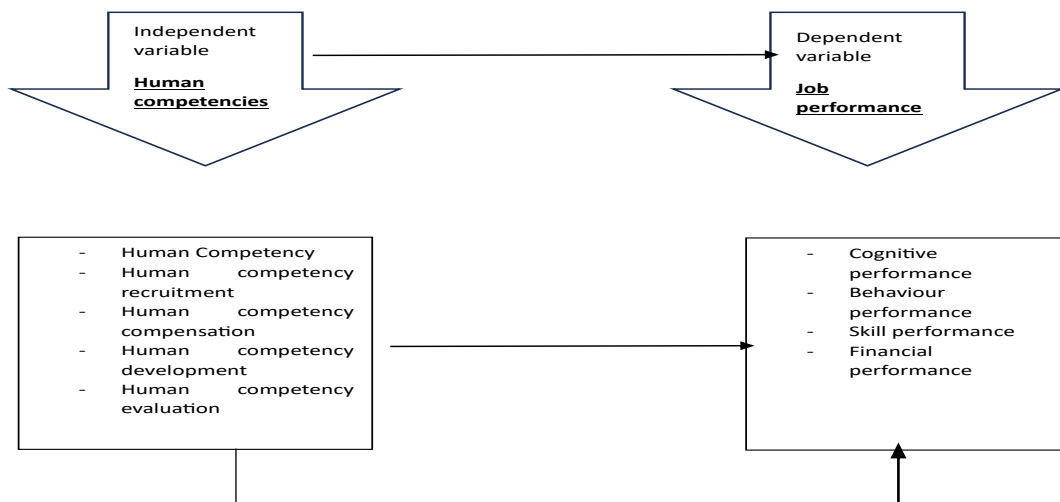 Independent
variable
Human
competencies
Dependent
variable
Job
performance
- Human Competency
- Human competency
recruitment
- Human competency
compensation
- Human competency
development
- Human competency
evaluation
- Cognitive
performance
- Behaviour
performance
- Skill performance
- Financial
performance